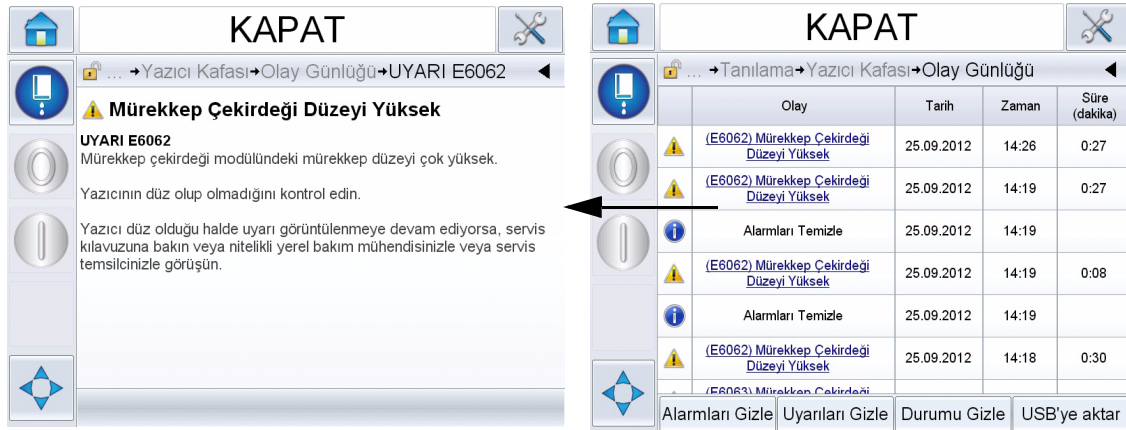 KAPAT
... →Yazıcı Kafası→Olay Günlüğü→UYARI E6062
Mürekkep Çekirdeği Düzeyi Yüksek
UYARI E6062
Mürekkep çekirdeği modülündeki mürekkep düzeyi çok yüksek.
Yazıcının düz olup olmadığını kontrol edin.
Yazıcı düz olduğu halde uyarı görüntülenmeye devam ediyorsa, servis
kılavuzuna bakın veya nitelikli yerel bakım mühendisinizle veya servis
temsilcinizle görüşün.
KAPAT
... →Tanılama→Yazıcı Kafası→Olay Günlüğü
Olay Tarih Zaman Süre
(dakika)
(E6062) Mürekkep Çekirdeği
Düzeyi Yüksek 25.09.2012 14:26 0:27
(E6062) Mürekkep Çekirdeği
Düzeyi Yüksek 25.09.2012 14:19 0:27
Alarmları Temizle 25.09.2012 14:19
(E6062) Mürekkep Çekirdeği
Düzeyi Yüksek 25.09.2012 14:19 0:08
Alarmları Temizle 25.09.2012 14:19
(E6062) Mürekkep Çekirdeği
Düzeyi Yüksek 25.09.2012 14:18 0:30
(E6063) Mürekkep Çekirdeği
Alarmları Gizle Uyarıları Gizle Durumu Gizle USB'ye aktar